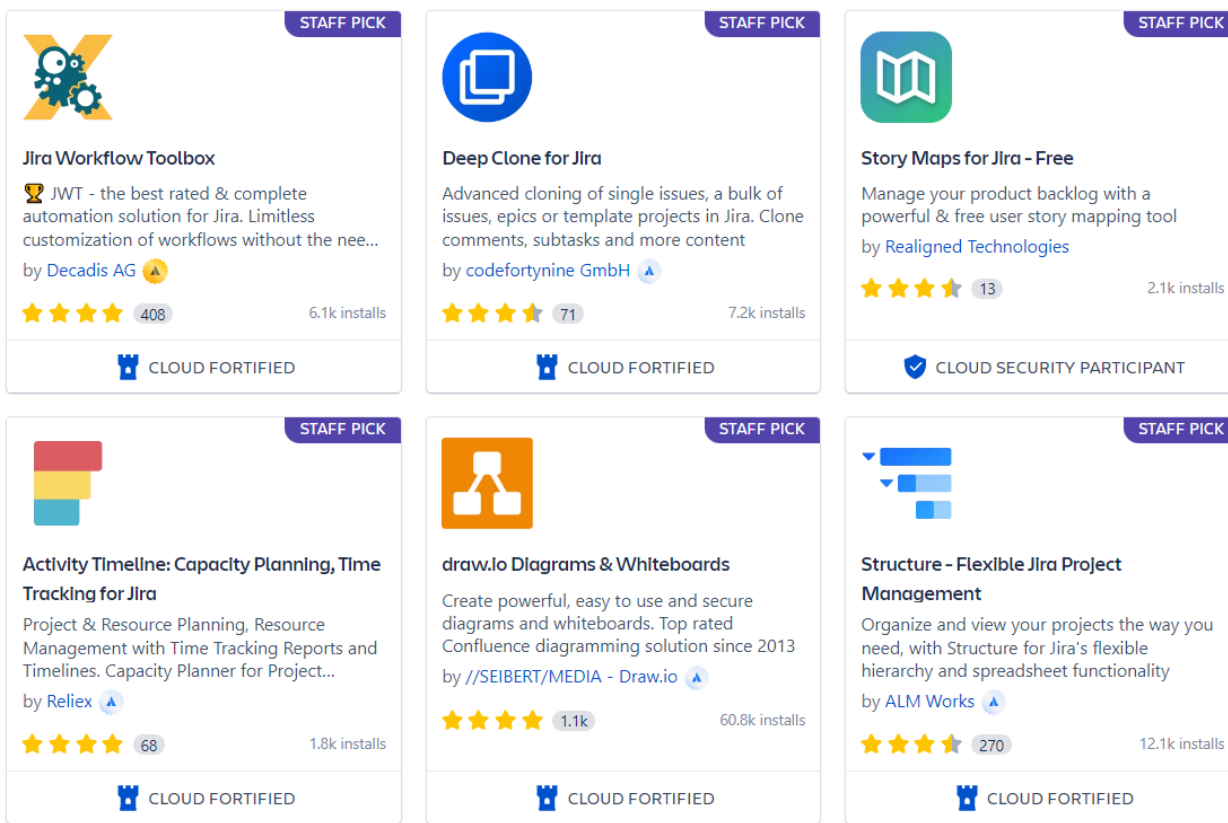 STAFF PICK
Jira Workflow Toolbox
🏆 JWT - the best rated & complete
automation solution for Jira. Limitless
customization of workflows without the nee...
by Decadis AG
408
6.1k installs
CLOUD FORTIFIED
STAFF PICK
Deep Clone for Jira
Advanced cloning of single issues, a bulk of
issues, epics or template projects in Jira. Clone
comments, subtasks and more content
by codefortynine GmbH
71
7.2k installs
CLOUD FORTIFIED
STAFF PICK
Story Maps for Jira - Free
Manage your product backlog with a
powerful & free user story mapping tool
by Realigned Technologies
13
2.1k installs
CLOUD SECURITY PARTICIPANT
STAFF PICK
Activity Timeline: Capacity Planning, Time
Tracking for Jira
Project & Resource Planning, Resource
Management with Time Tracking Reports and
Timelines. Capacity Planner for Project...
by Reliex
68
1.8k installs
CLOUD FORTIFIED
STAFF PICK
draw.io Diagrams & Whiteboards
Create powerful, easy to use and secure
diagrams and whiteboards. Top rated
Confluence diagramming solution since 2013
by //SEIBERT/MEDIA - Draw.io
1.1k
60.8k installs
CLOUD FORTIFIED
STAFF PICK
Structure - Flexible Jira Project
Management
Organize and view your projects the way you
need, with Structure for Jira's flexible
hierarchy and spreadsheet functionality
by ALM Works
270
12.1k installs
CLOUD FORTIFIED